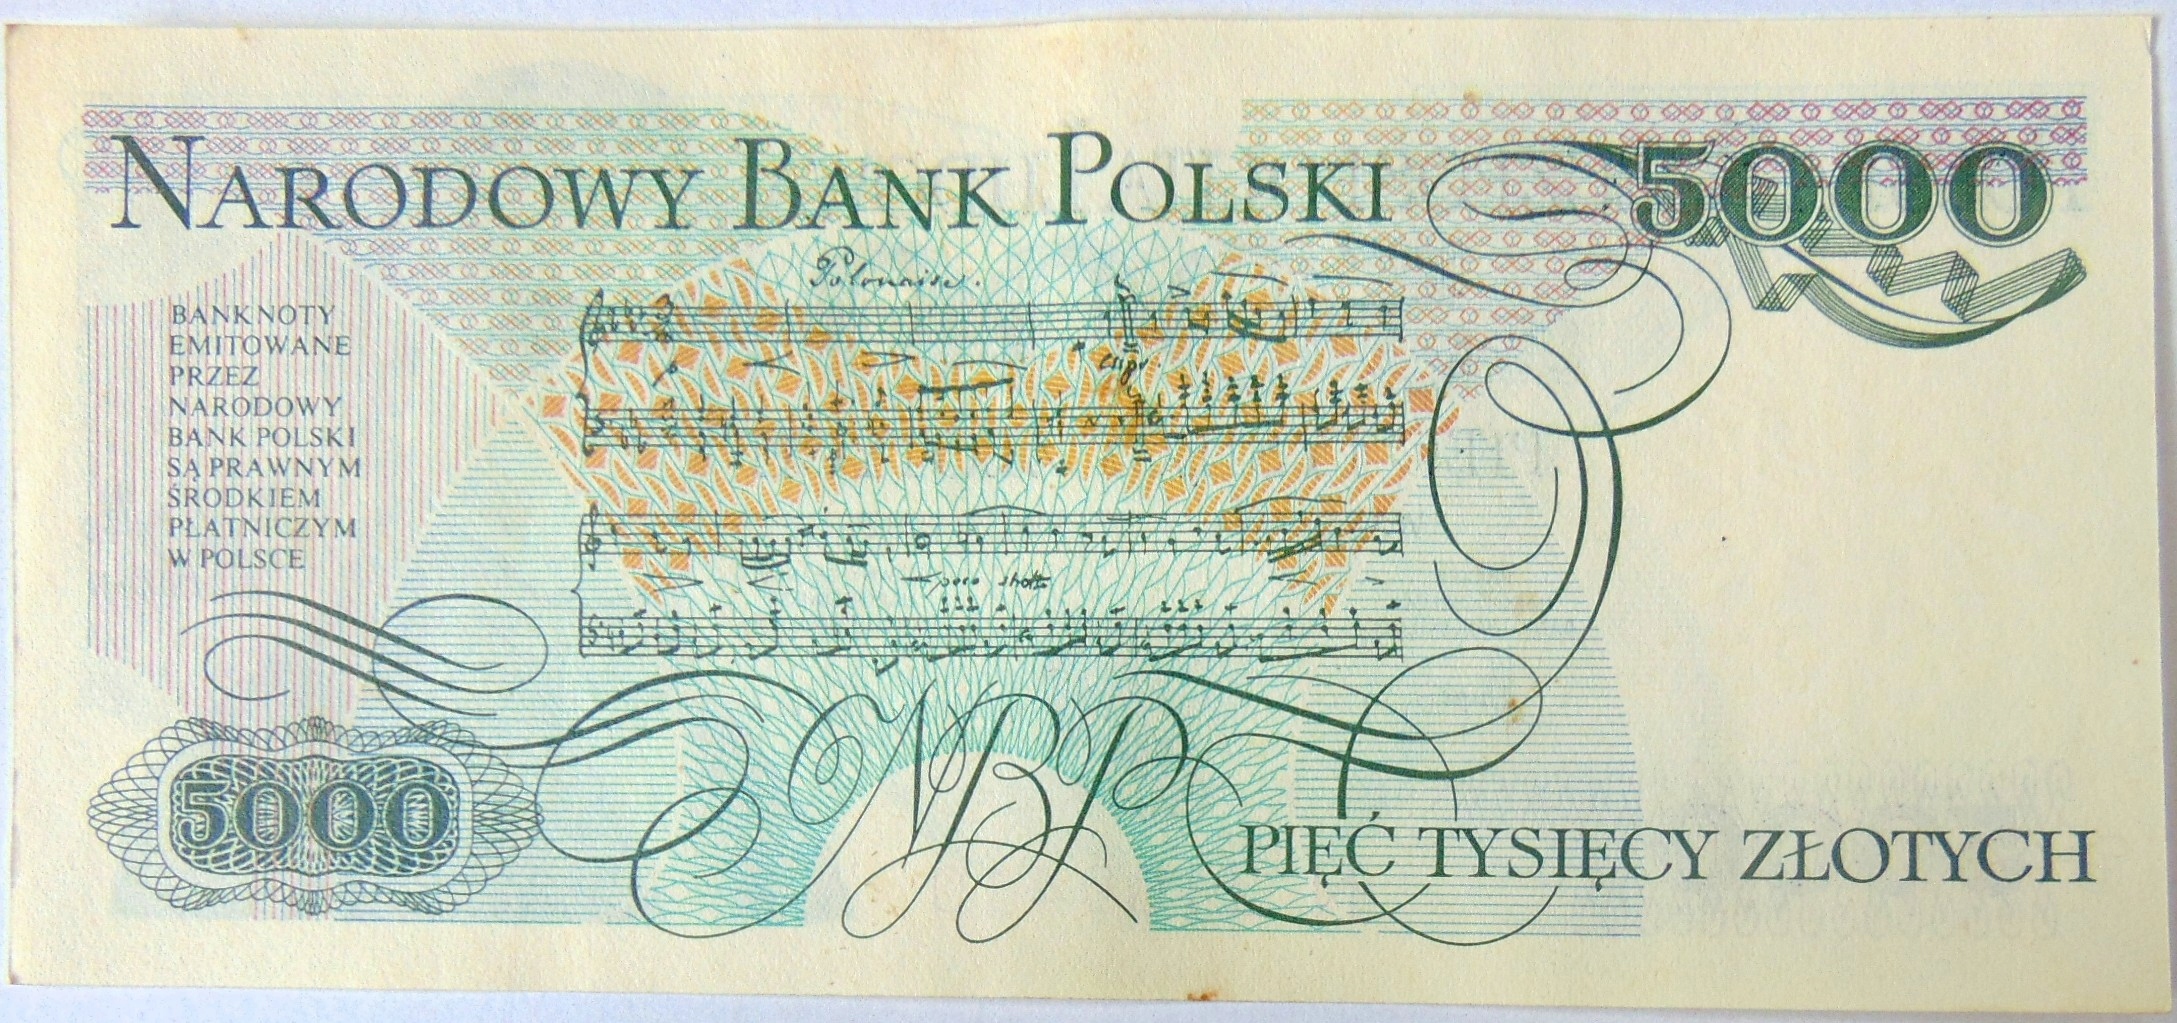 NARODOWY BANK POLSKI
5000
Polonaise.
BANKNOTY
EMITOWANE
PRZEZ
NARODOWY
BANK POLSKI
SĄ PRAWNYM
ŚRODKIEM
PŁATNICZYM
W POLSCE
poco
NBP
5000
PIĘĆ TYSIĘCY ZŁOTYCH